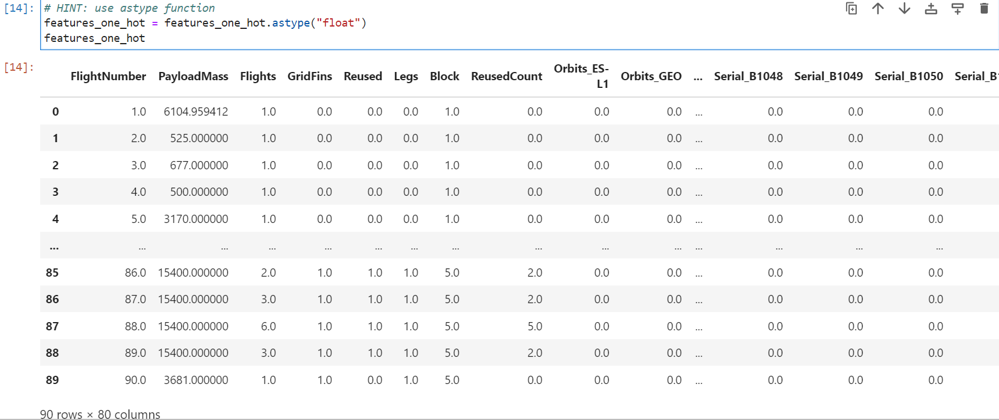 [14]: # HINT: use astype function
features_one_hot = features_one_hot.astype("float")
features_one_hot
[14]:
FlightNumber PayloadMass Flights GridFins Reused Legs Block ReusedCount Orbits_ES-L1 Orbits_GEO ... Serial_B1048 Serial_B1049 Serial_B1050 Serial_B1
0 1.0 6104.959412 1.0 0.0 0.0 0.0 1.0 0.0 0.0 0.0 ... 0.0 0.0 0.0
1 2.0 525.000000 1.0 0.0 0.0 0.0 1.0 0.0 0.0 0.0 ... 0.0 0.0 0.0
2 3.0 677.000000 1.0 0.0 0.0 0.0 1.0 0.0 0.0 0.0 ... 0.0 0.0 0.0
3 4.0 500.000000 1.0 0.0 0.0 0.0 1.0 0.0 0.0 0.0 ... 0.0 0.0 0.0
4 5.0 3170.000000 1.0 0.0 0.0 0.0 1.0 0.0 0.0 0.0 ... 0.0 0.0 0.0
... ... ... ... ... ... ... ... ... ... ... ... ... ... ...
85 86.0 15400.000000 2.0 1.0 1.0 1.0 5.0 2.0 0.0 0.0 ... 0.0 0.0 0.0
86 87.0 15400.000000 3.0 1.0 1.0 1.0 5.0 2.0 0.0 0.0 ... 0.0 0.0 0.0
87 88.0 15400.000000 6.0 1.0 1.0 1.0 5.0 5.0 0.0 0.0 ... 0.0 0.0 0.0
88 89.0 15400.000000 3.0 1.0 1.0 1.0 5.0 2.0 0.0 0.0 ... 0.0 0.0 0.0
89 90.0 3681.000000 1.0 1.0 0.0 1.0 5.0 0.0 0.0 0.0 ... 0.0 0.0 0.0
90 rows × 80 columns